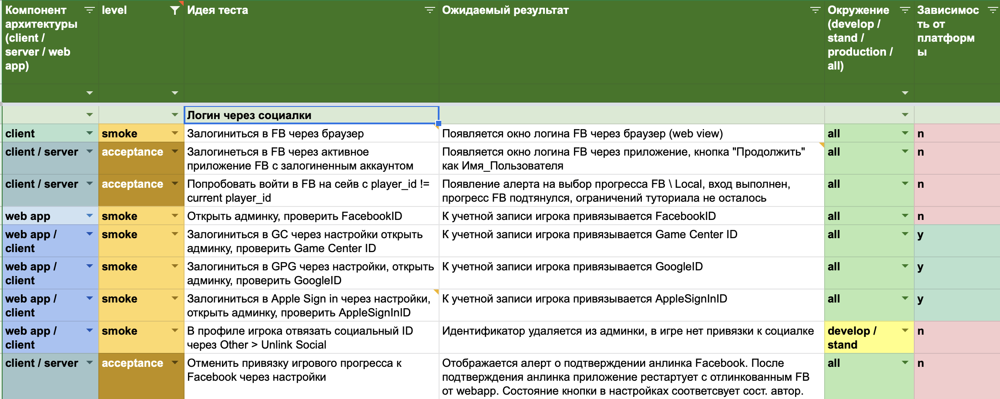 Компонент
архитектуры
(client /
server / web
app)
level
Идея теста
Ожидаемый результат
Окружение
(develop /
stand /
production /
all)
Зависимос
ть от
платформ
ы
Логин через социалки
client
smoke
Залогиниться в FB через браузер
Появляется окно логина FB через браузер (web view)
all
n
client / server
acceptance
Залогинеться в FB через активное
приложение FB с залогиненным аккаунтом
Появляется окно логина FB через приложение, кнопка "Продолжить"
как Имя_Пользователя
all
n
client / server
acceptance
Попробовать войти в FB на сейв с player_id !=
current player_id
Появление алерта на выбор прогресса FB \ Local, вход выполнен,
прогресс FB подтянулся, ограничений туториала не осталось
all
n
web app
smoke
Открыть админку, проверить FacebookID
К учетной записи игрока привязывается FacebookID
all
n
web app /
client
smoke
Залогиниться в GC через настройки открыть
админку, проверить Game Center ID
К учетной записи игрока привязывается Game Center ID
all
y
web app /
client
smoke
Залогиниться в GPG через настройки, открыть
админку, проверить GoogleID
К учетной записи игрока привязывается GoogleID
all
y
web app /
client
smoke
Залогиниться в Apple Sign in через настройки,
открыть админку, проверить AppleSignInID
К учетной записи игрока привязывается AppleSignInID
all
y
web app /
client
smoke
В профиле игрока отвязать социальный ID
через Other > Unlink Social
Идентификатор удаляется из админки, в игре нет привязки к социалке
develop /
stand
n
client / server
acceptance
Отменить привязку игрового прогресса к
Facebook через настройки
Отображается алерт о подтверждении анлинка Facebook. После
подтверждения анлинка приложение рестартует с отлинкованным FB
от webapp. Состояние кнопки в настройках соответсвует сост. автор.
all
n